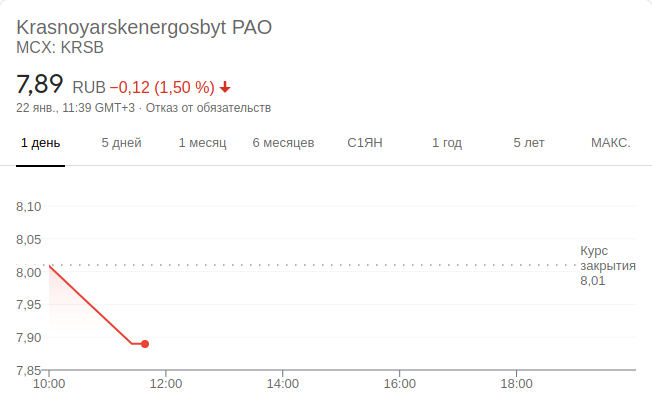 Krasnoyarskenergosbyt PAO
MCX: KRSB
7,89 RUB −0,12 (1,50 %)
22 янв., 11:39 GMT+3 · Отказ от обязательств
1 день 5 дней 1 месяц 6 месяцев С1ЯН 1 год 5 лет МАКС.
8,10
8,05
Курс
закрытия
8,01
8,00
7,95
7,90
7,85
10:00 12:00 14:00 16:00 18:00